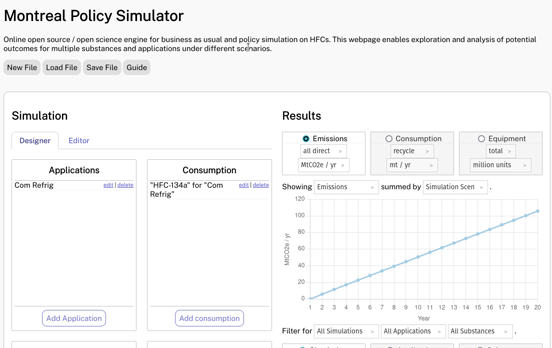 Montreal Policy Simulator
Online open source / open science engine for business as usual and policy simulation on HFCs. This webpage enables exploration and analysis of potential
outcomes for multiple substances and applications under different scenarios.
New File Load File Save File Guide
Simulation
Designer Editor
Applications
Com Refrig edit | delete
Add Application
Consumption
"HFC-134a" for "Com edit | delete
Refrig"
Add consumption
Results
Emissions
all direct
MtCO2e / yr
Consumption
recycle
mt / yr
Equipment
total
million units
Showing Emissions summed by Simulation Scen .
MtCO2e / yr
120
100
80
60
40
20
0
1 2 3 4 5 6 7 8 9 10 11 12 13 14 15 16 17 18 19 20
Year
Filter for All Simulations All Applications All Substances .